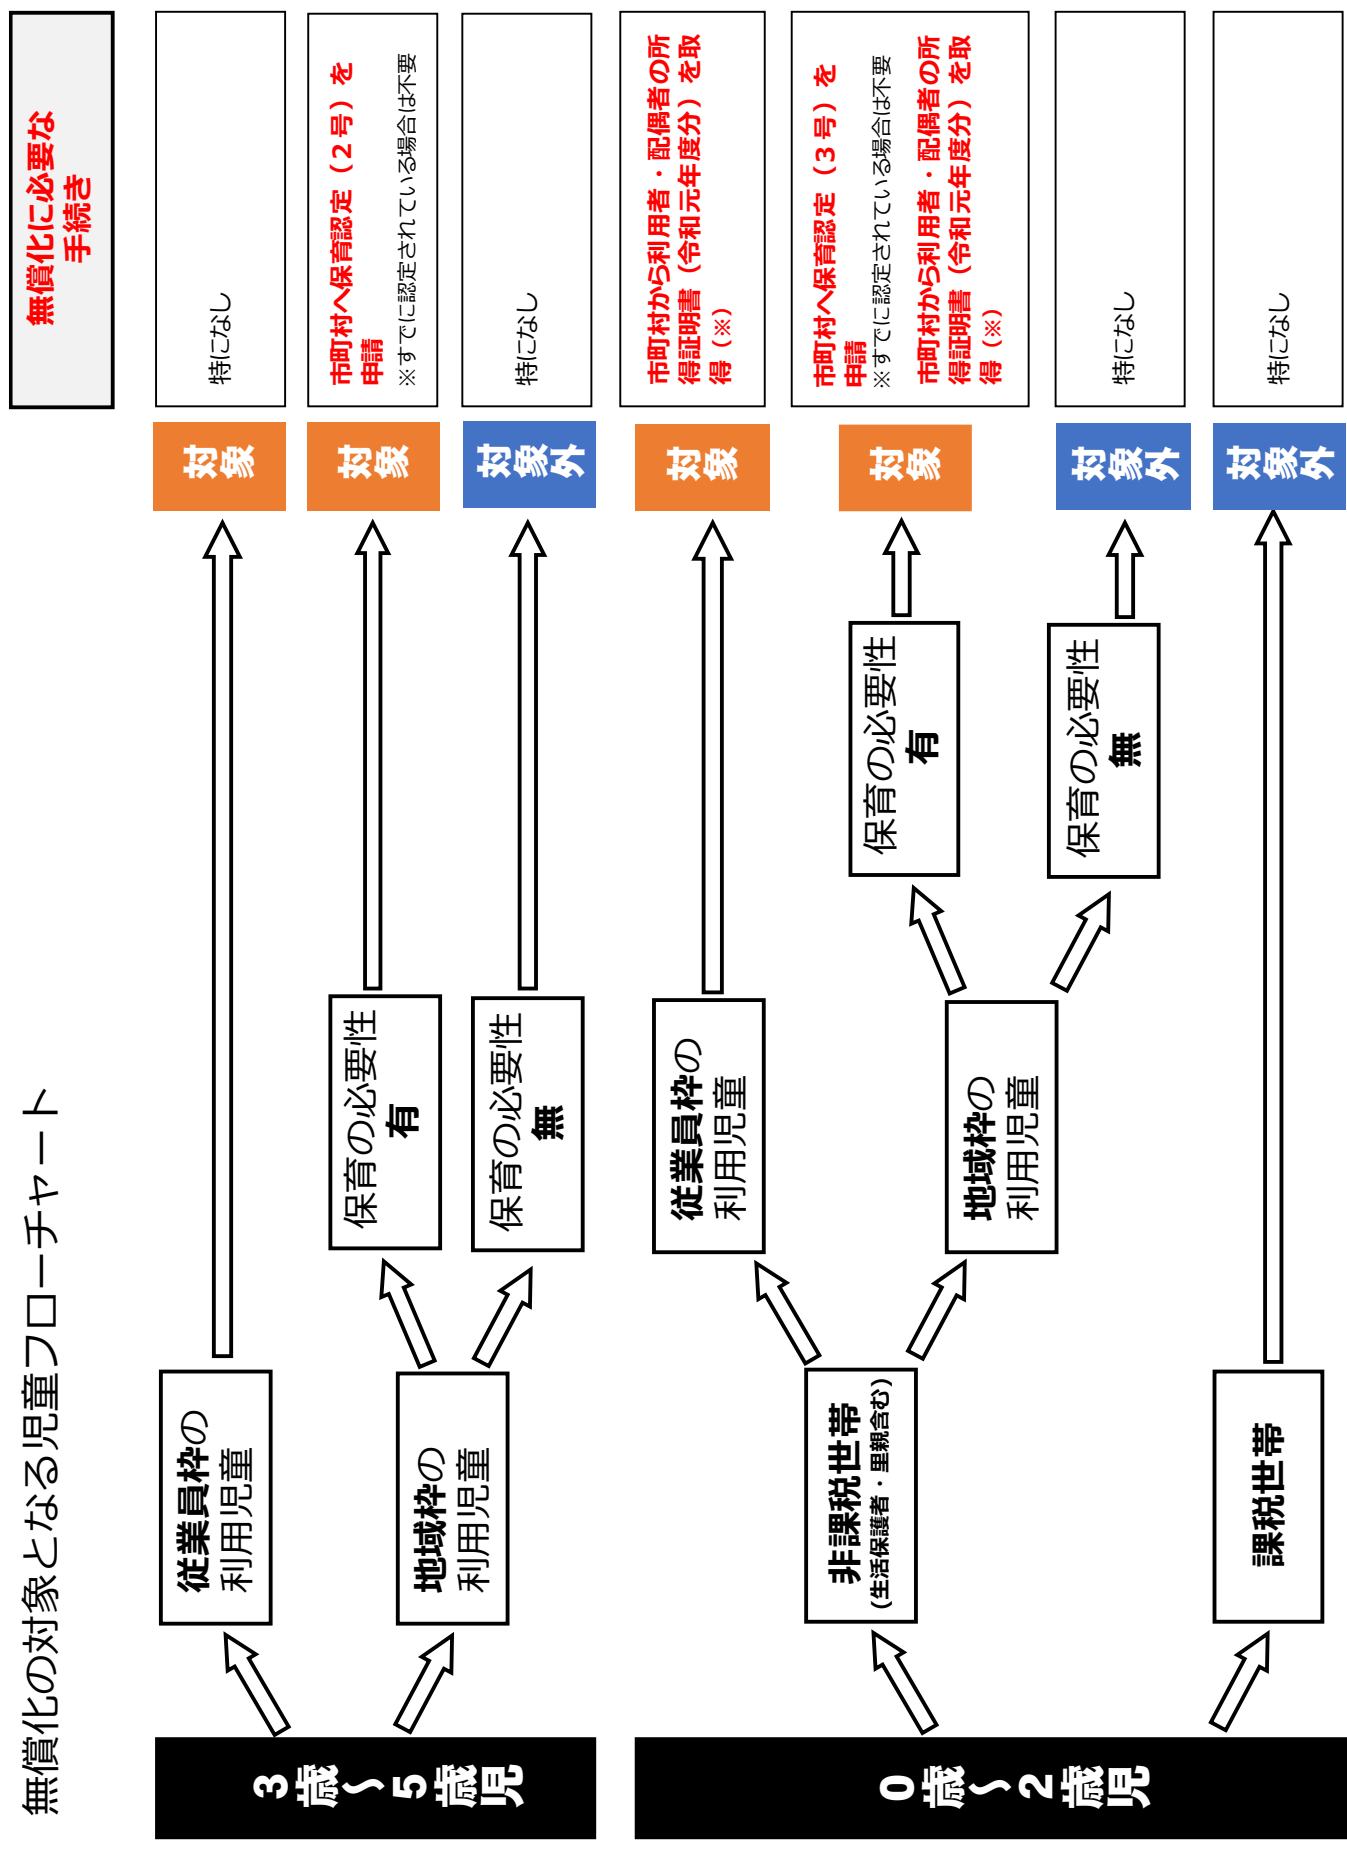 無償化の対象となる児童フローチャート
無償化に必要な
手続き
3歳～5歳児
従業員枠の
利用児童
対象
特になし
地域枠の
利用児童
保育の必要性
有
対象
市町村へ保育認定（２号）を
申請
※すでに認定されている場合は不要
保育の必要性
無
対象外
特になし
0歳～2歳児
非課税世帯
(生活保護者・里親含む)
従業員枠の
利用児童
対象
市町村から利用者・配偶者の所
得証明書（令和元年度分）を取
得（※）
地域枠の
利用児童
保育の必要性
有
対象
市町村へ保育認定（３号）を
申請
※すでに認定されている場合は不要
市町村から利用者・配偶者の所
得証明書（令和元年度分）を取
得（※）
保育の必要性
無
対象外
特になし
課税世帯
対象外
特になし